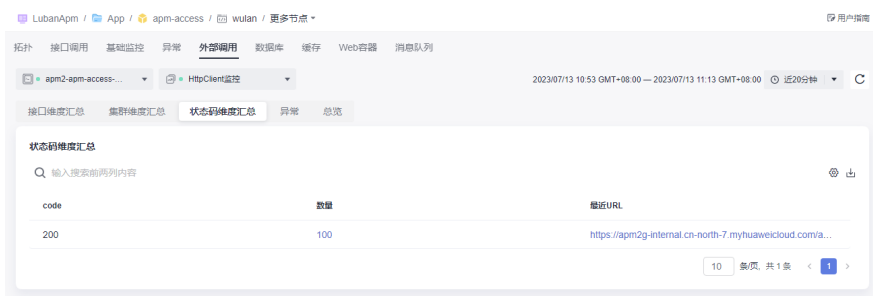 LubanApm / App / apm-access / wulan / 更多节点
用户指南
拓扑 接口调用 基础监控 异常 外部调用 数据库 缓存 Web容器 消息队列
apm2-apm-access-... HttpClient监控 2023/07/13 10:53 GMT+08:00 — 2023/07/13 11:13 GMT+08:00 近20分钟
接口维度汇总 集群维度汇总 状态码维度汇总 异常 总览
状态码维度汇总
输入搜索前两列内容
code 数量 最近URL
200 100 https://apm2g-internal.cn-north-7.myhuaweicloud.com/a...
10 条/页, 共 1 条 < 1 >